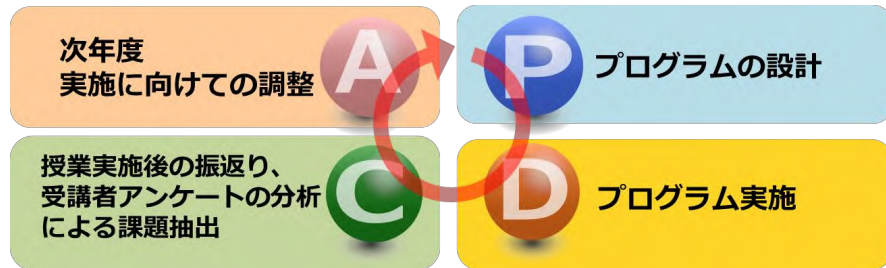 次年度
実施に向けての調整
A
P
プログラムの設計
授業実施後の振返り、
受講者アンケートの分析
による課題抽出
C
D
プログラム実施